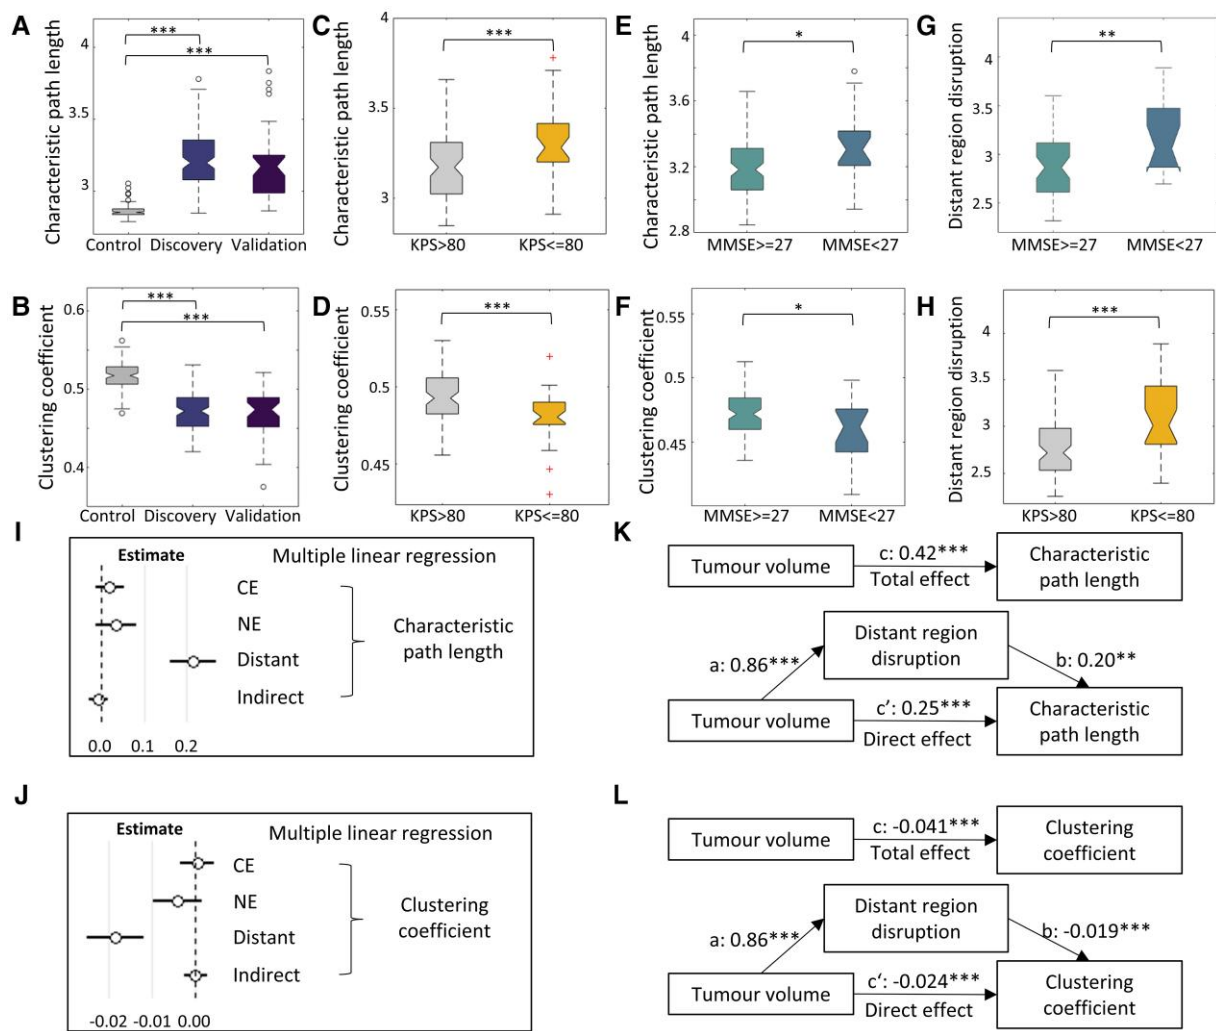 A
Characteristic path length
4
3.5
3
***
***
Control Discovery Validation
C
Characteristic path length
4
3.5
3
***
KPS>80 KPS<=80
E
Characteristic path length
4
3.6
3.2
2.8
*
MMSE>=27 MMSE<27
G
Distant region disruption
4
3.5
3
2.5
**
MMSE>=27 MMSE<27
B
Clustering coefficient
0.6
0.5
0.4
***
***
Control Discovery Validation
D
Clustering coefficient
0.55
0.5
0.45
***
KPS>80 KPS<=80
F
Clustering coefficient
0.55
0.5
0.45
*
MMSE>=27 MMSE<27
H
Distant region disruption
4
3
3
2.5
***
KPS>80 KPS<=80
I
Estimate
Multiple linear regression
CE
NE
Distant
Indirect
Characteristic
path length
0.0 0.1 0.2
K
Tumour volume
c: 0.42***
Total effect
Characteristic
path length
Distant region
disruption
a: 0.86***
b: 0.20**
Tumour volume
c': 0.25***
Direct effect
Characteristic
path length
J
Estimate
Multiple linear regression
CE
NE
Distant
Indirect
Clustering
coefficient
-0.02 -0.01 0.00
L
Tumour volume
c: -0.041***
Total effect
Clustering
coefficient
Distant region
disruption
a: 0.86***
b: -0.019***
Tumour volume
c': -0.024***
Direct effect
Clustering
coefficient